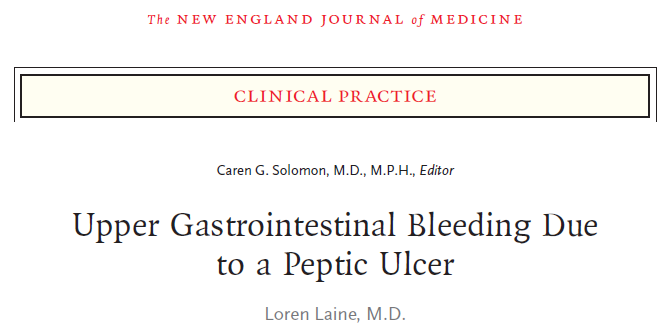 The NEW ENGLAND JOURNAL of MEDICINE
CLINICAL PRACTICE
Caren G. Solomon, M.D., M.P.H., Editor
Upper Gastrointestinal Bleeding Due
to a Peptic Ulcer
Loren Laine, M.D.